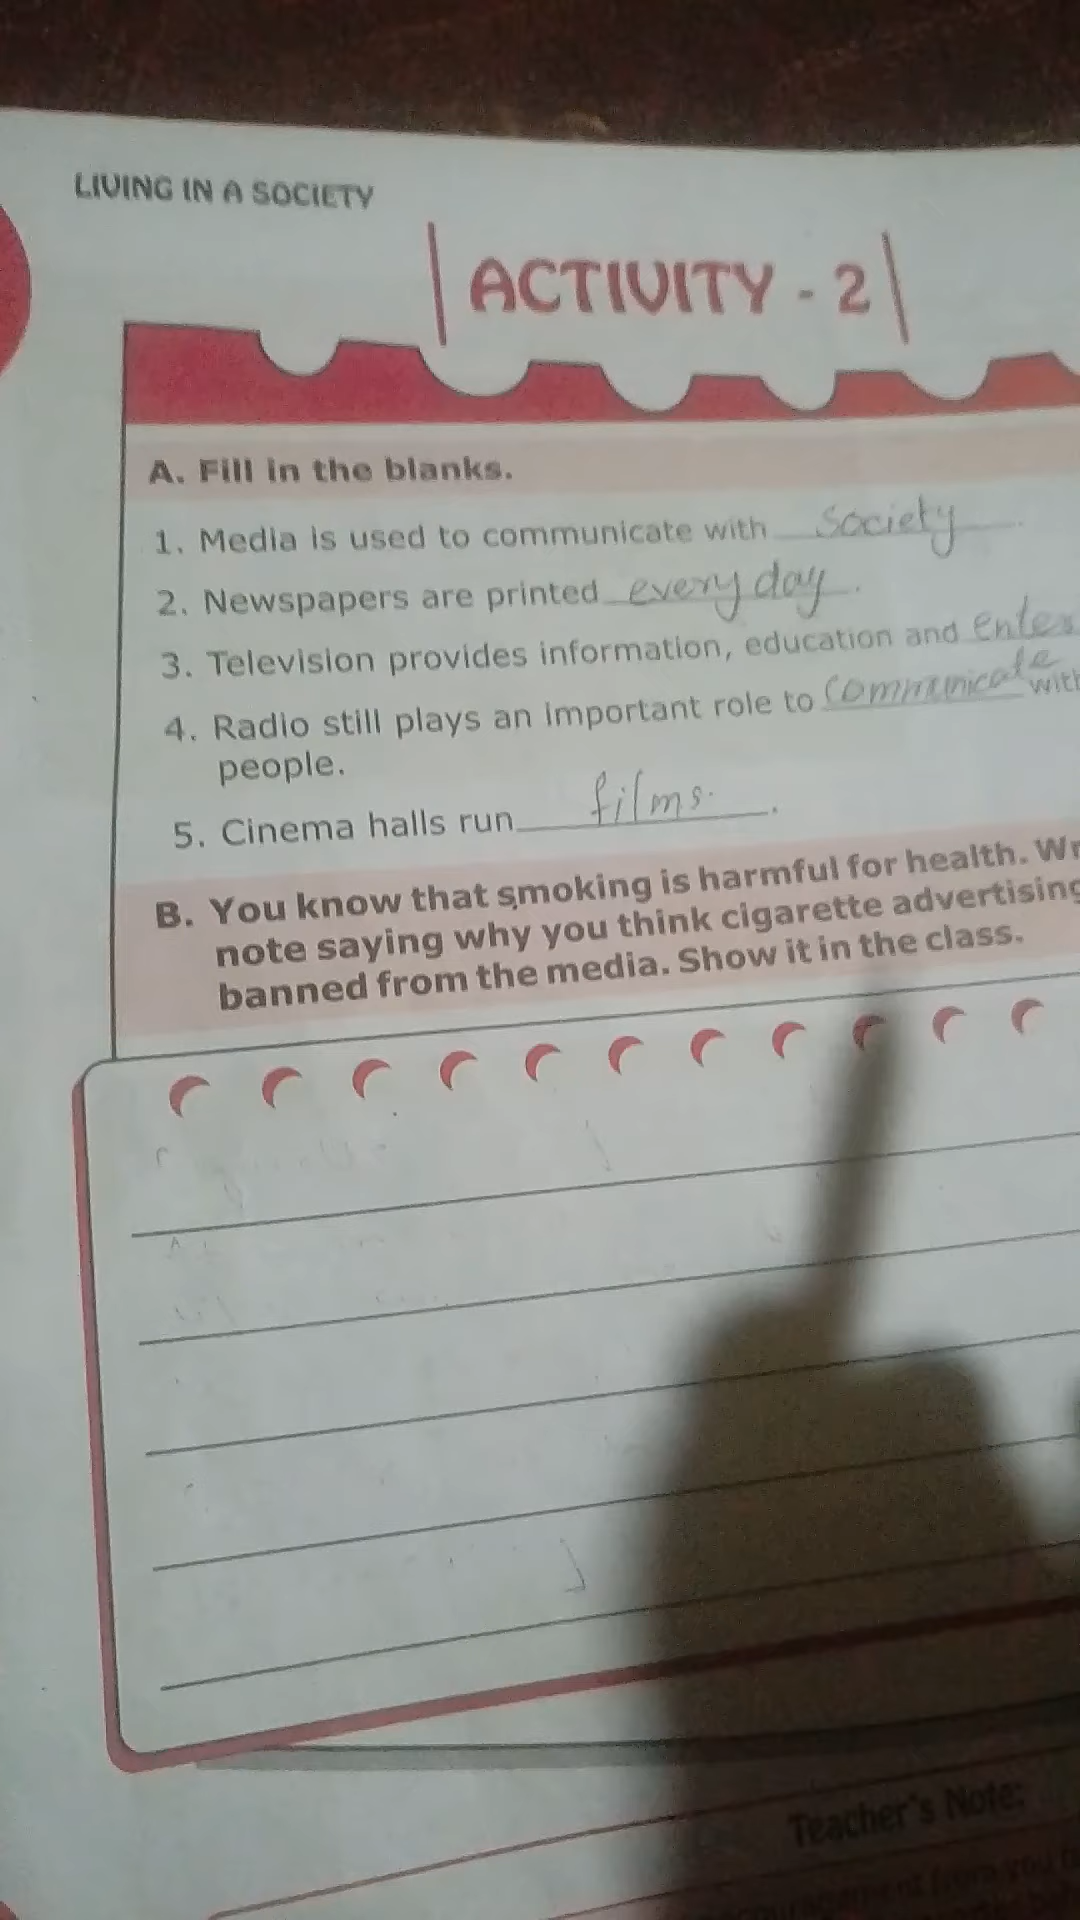 LIVING IN A SOCIETY
ACTIVITY - 2
A. Fill in the blanks.
1. Media is used to communicate with society.
2. Newspapers are printed every day.
3. Television provides information, education and
4. Radio still plays an important role to communicate with
people.
5. Cinema halls run films.
B. You know that smoking is harmful for health.
note saying why you think cigarette advertising
banned from the media. Show it in the class.
Teacher's Note:
from you